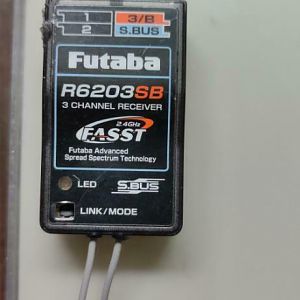 1 3/B
2 S.BUS
Futaba
R6203SB
3 CHANNEL RECEIVER
2.4GHz
FASST
Futaba Advanced
Spread Spectrum Technology
LED S.BUS
LINK/MODE